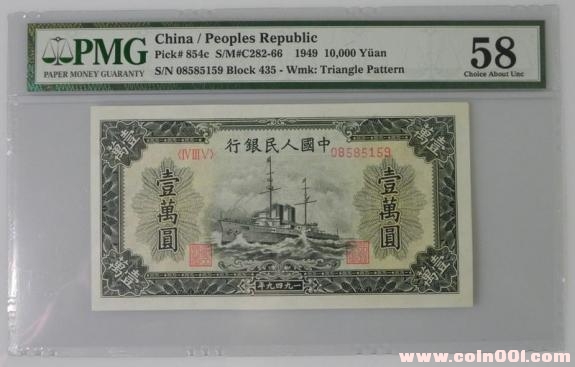 PMG
PAPER MONEY GUARANTY
China / Peoples Republic
Pick# 854c S/M#C282-66 1949 10,000 Yüan
S/N 08585159 Block 435 - Wmk: Triangle Pattern
58
Choice About Unc
行銀民人國中
〈IV III V〉
08585159
壹萬
壹萬
壹萬圓
壹萬圓
壹萬
壹萬
年九四九一
www.coin001.com